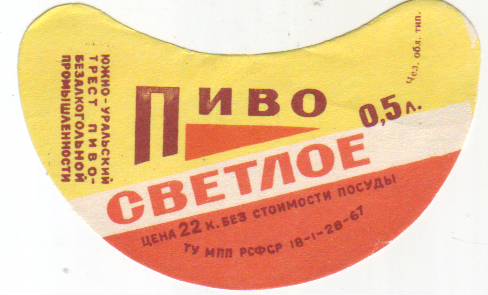 ЮЖНО-УРАЛЬСКИЙ
ТРЕСТ ПИВО-
БЕЗАЛКОГОЛЬНОЙ
ПРОМЫШЛЕННОСТИ
ПИВО
0,5 л.
Чел. обл. тип.
СВЕТЛОЕ
ЦЕНА 22 К. БЕЗ СТОИМОСТИ ПОСУДЫ
ТУ МПП РСФСР 18-1-28-67